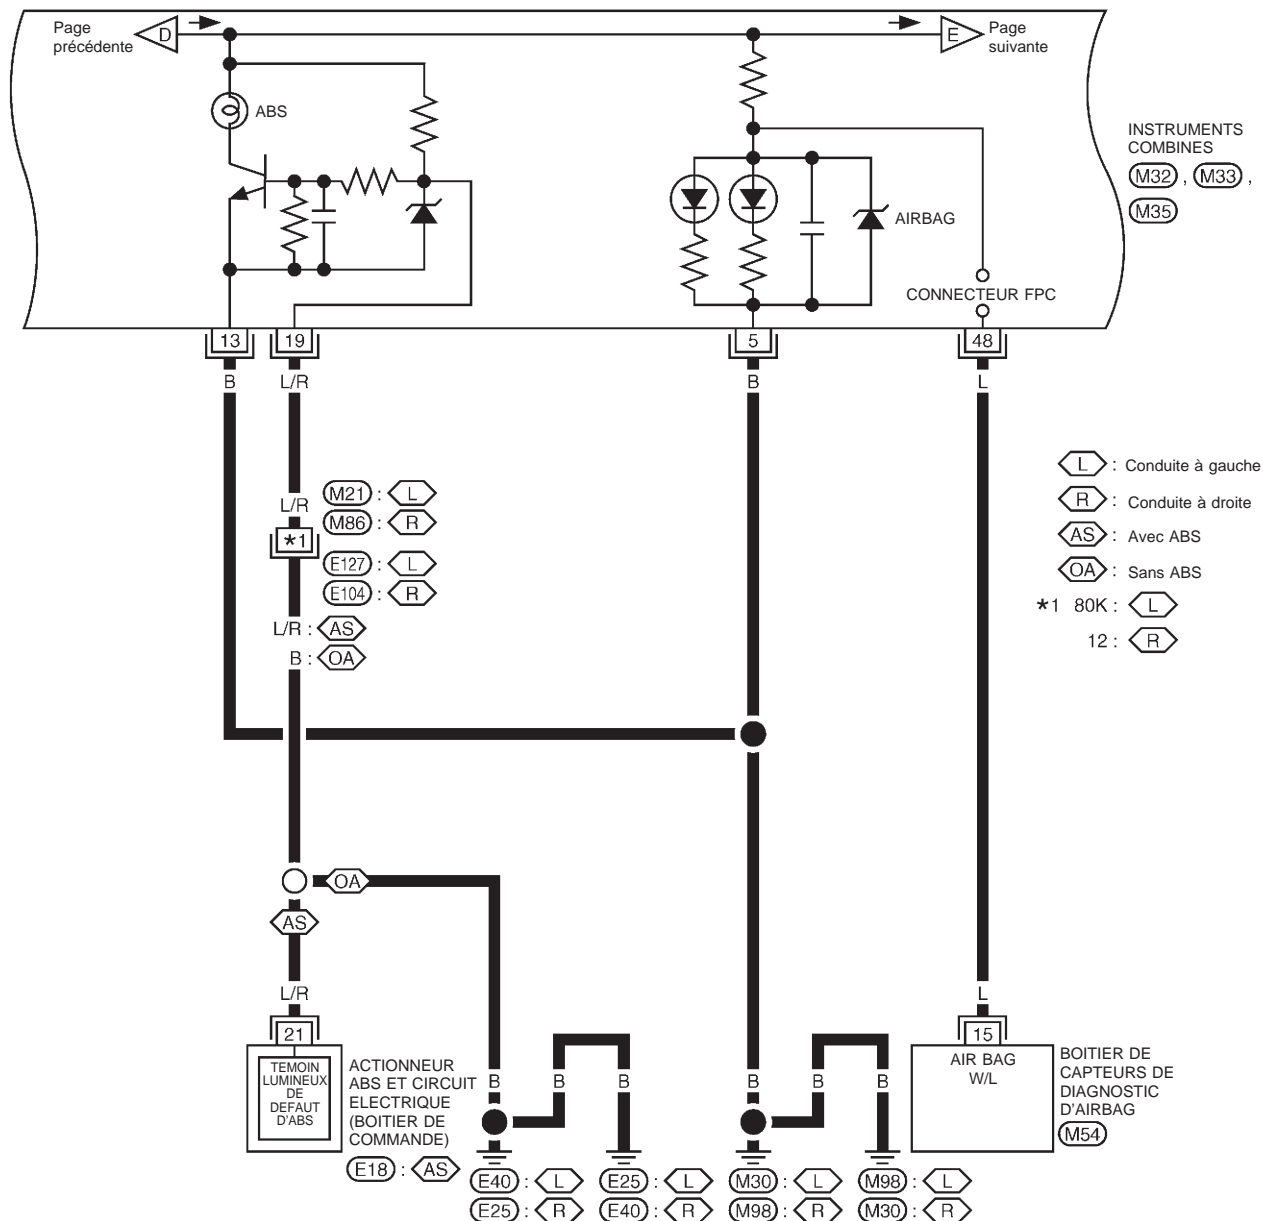 Page
précédente
D
E
Page
suivante
ABS
AIRBAG
CONNECTEUR FPC
INSTRUMENTS
COMBINES
M32 , M33 ,
M35
13
19
5
48
B
L/R
B
L
L/R
M21 : L
M86 : R
*1
E127 : L
E104 : R
L/R : AS
B : OA
L : Conduite à gauche
R : Conduite à droite
AS : Avec ABS
OA : Sans ABS
*1 80K : L
12 : R
OA
AS
L/R
L
21
15
TEMOIN
LUMINEUX
DE
DEFAUT
D'ABS
ACTIONNEUR
ABS ET CIRCUIT
ELECTRIQUE
(BOITIER DE
COMMANDE)
E18 : AS
B
B
B
B
B
B
AIR BAG
W/L
BOITIER DE
CAPTEURS DE
DIAGNOSTIC
D'AIRBAG
M54
E40 : L
E25 : R
E25 : L
E40 : R
M30 : L
M98 : R
M98 : L
M30 : R